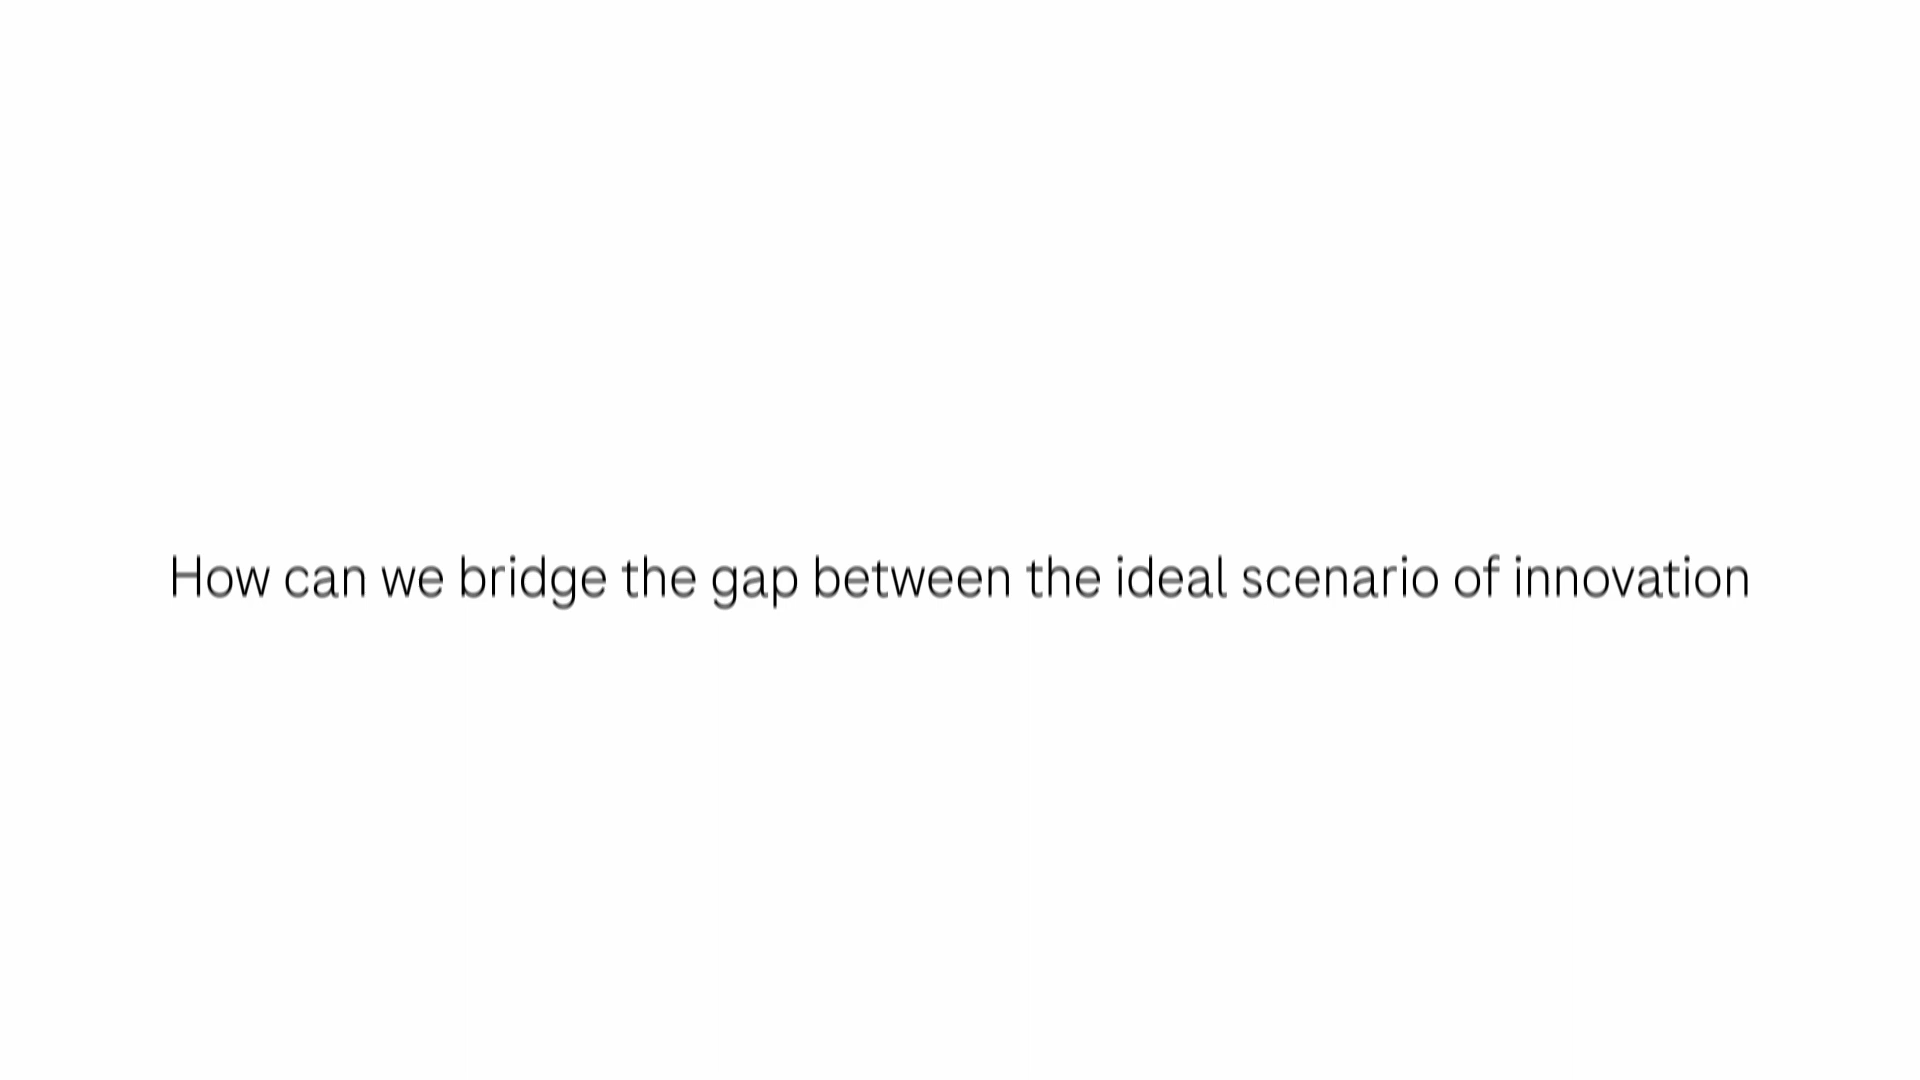 How can we bridge the gap between the ideal scenario of innovation